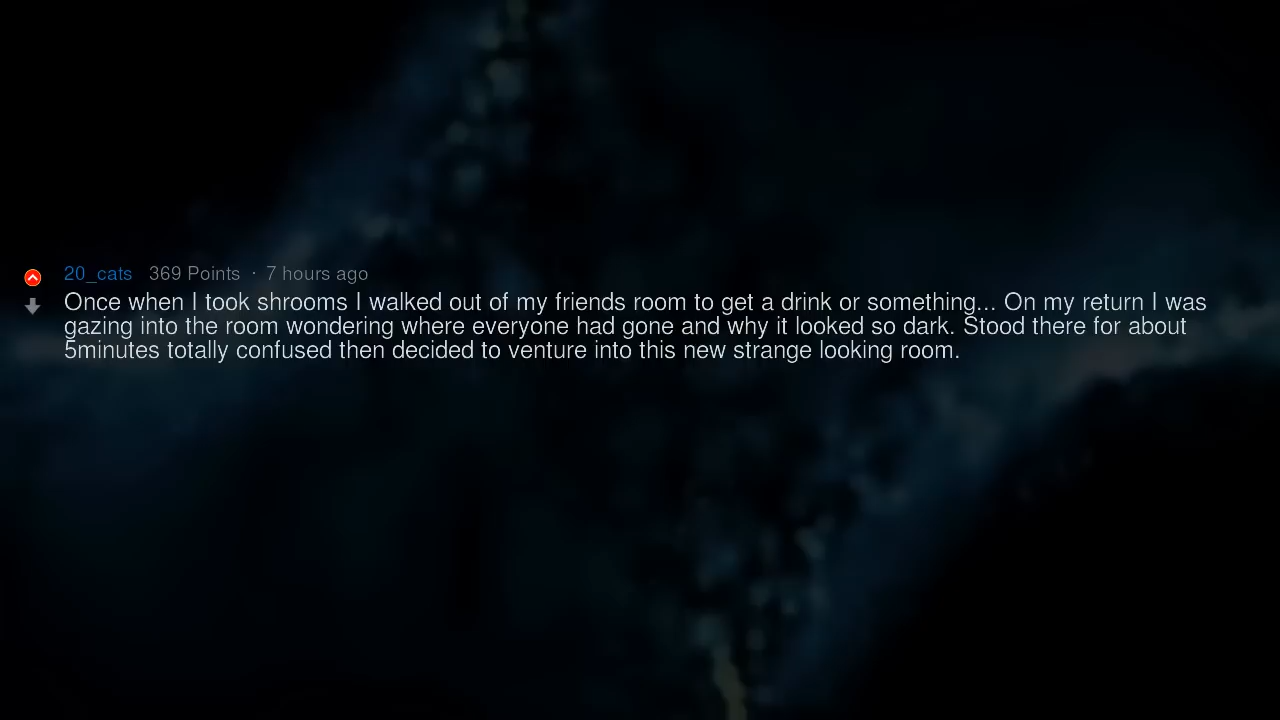 20_cats 369 Points · 7 hours ago
Once when I took shrooms I walked out of my friends room to get a drink or something... On my return I was
gazing into the room wondering where everyone had gone and why it looked so dark. Stood there for about
5minutes totally confused then decided to venture into this new strange looking room.